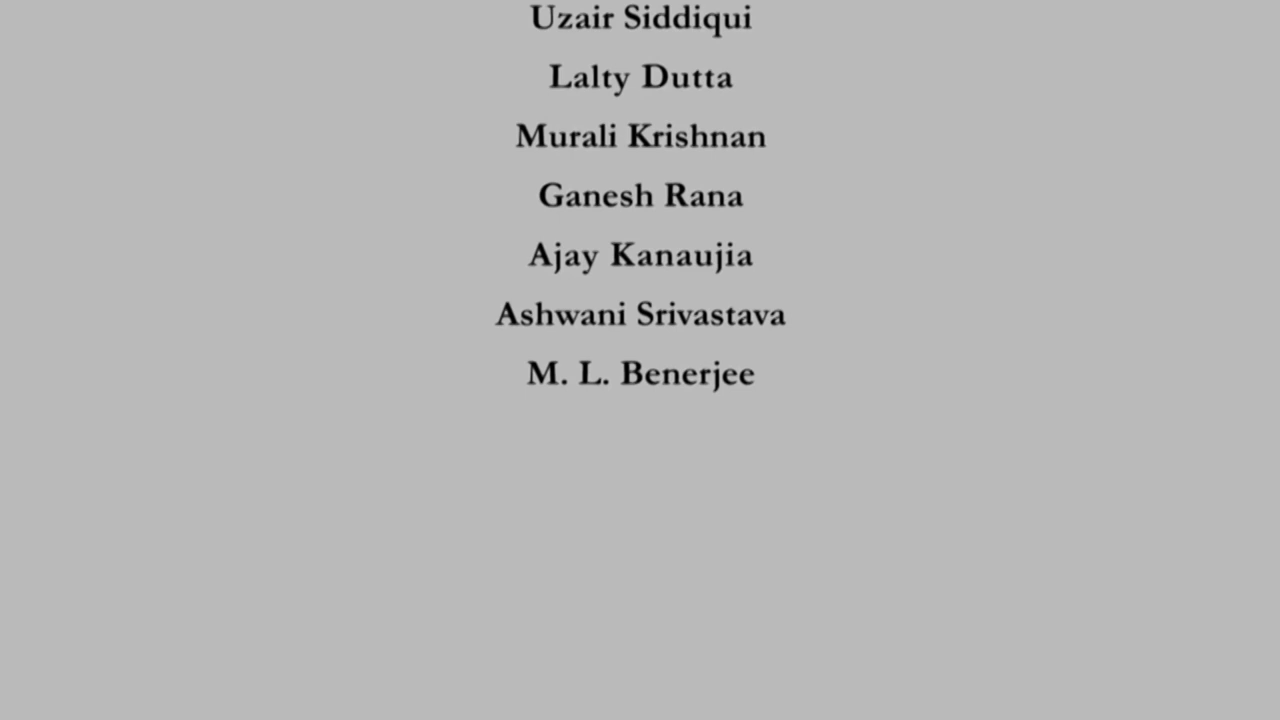 Uzair Siddiqui
Lalty Dutta
Murali Krishnan
Ganesh Rana
Ajay Kanaujia
Ashwani Srivastava
M. L. Benerjee